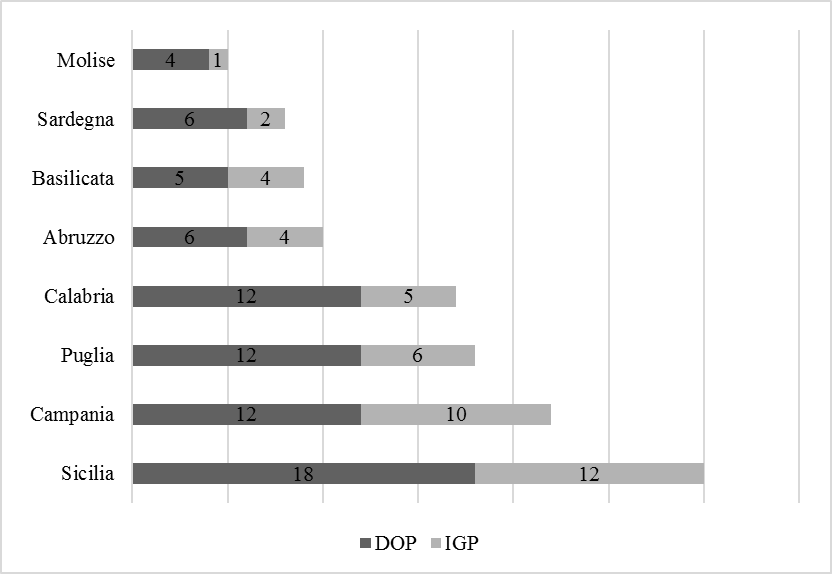 Molise 4 1
Sardegna 6 2
Basilicata 5 4
Abruzzo 6 4
Calabria 12 5
Puglia 12 6
Campania 12 10
Sicilia 18 12
DOP IGP